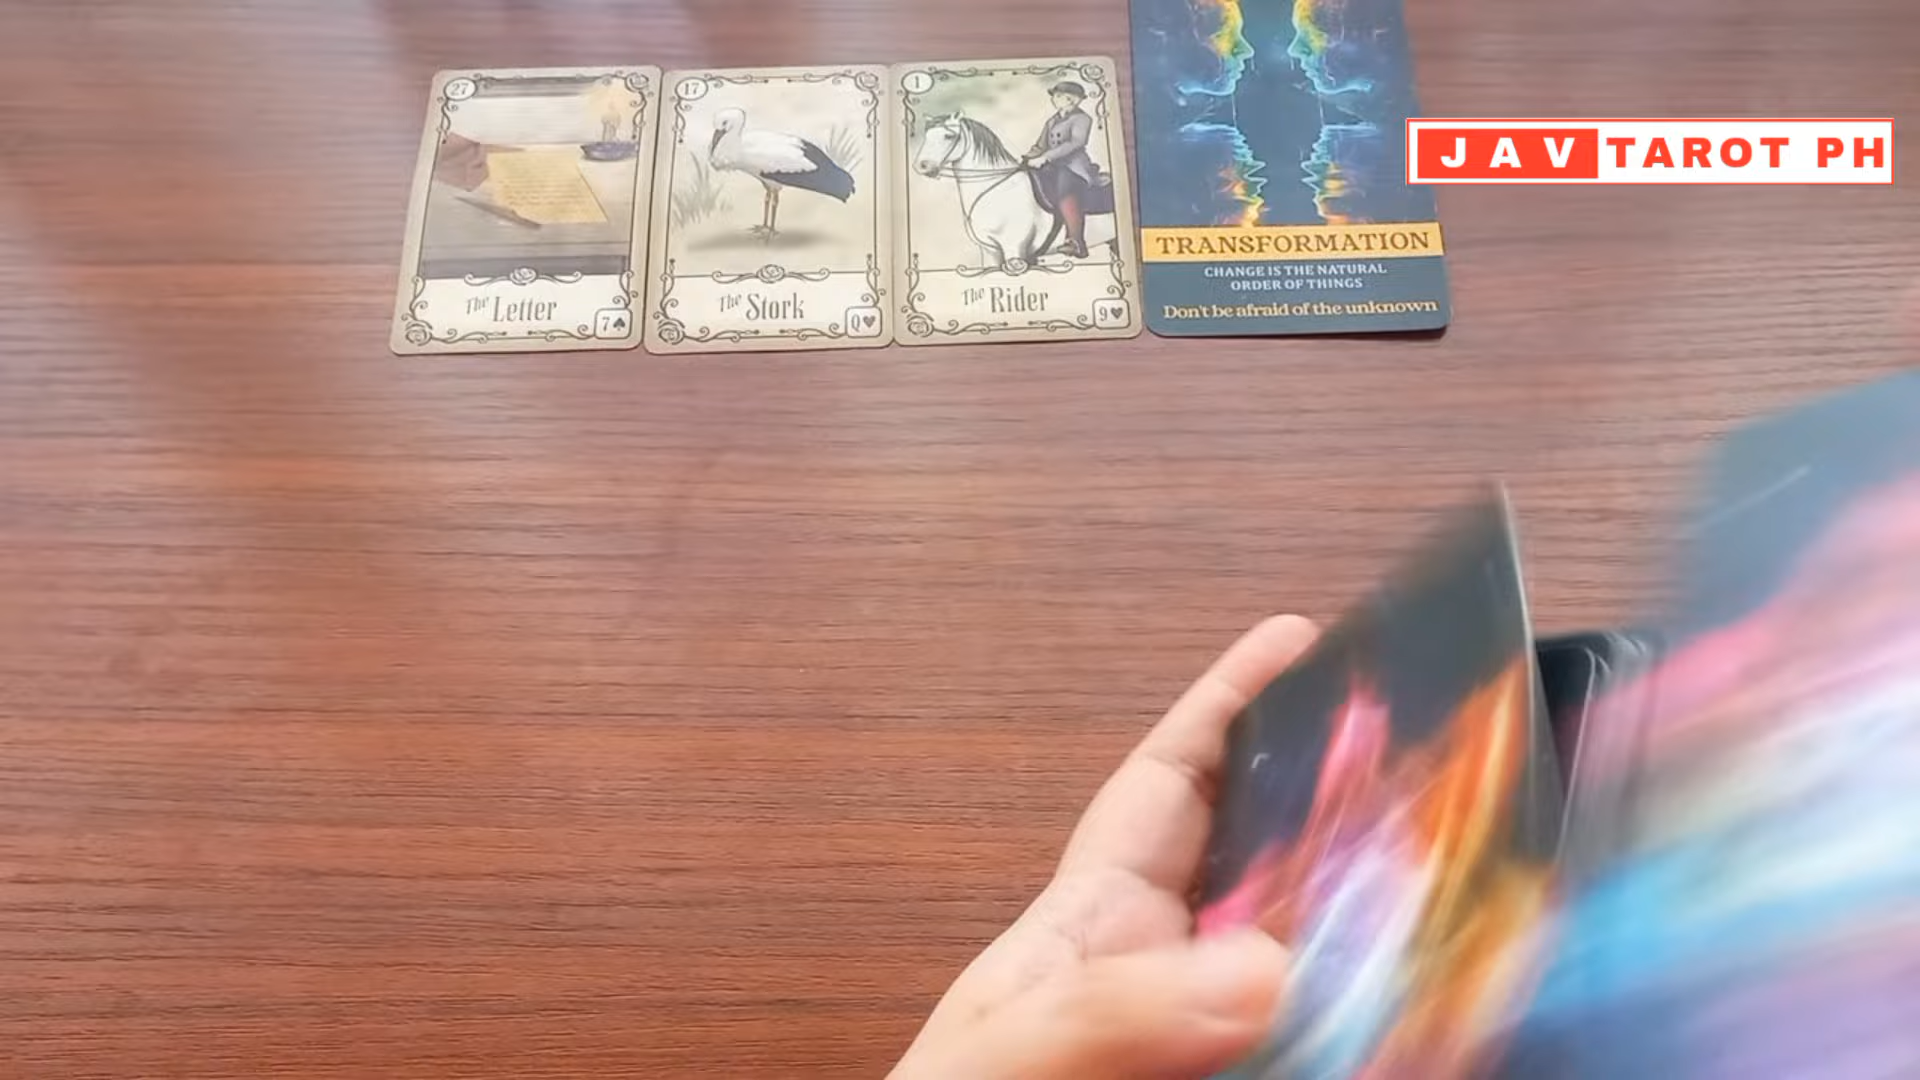 27
The Letter
7♠
17
The Stork
Q♥
1
The Rider
9♥
TRANSFORMATION
CHANGE IS THE NATURAL
ORDER OF THINGS
Don't be afraid of the unknown
JAV TAROT PH